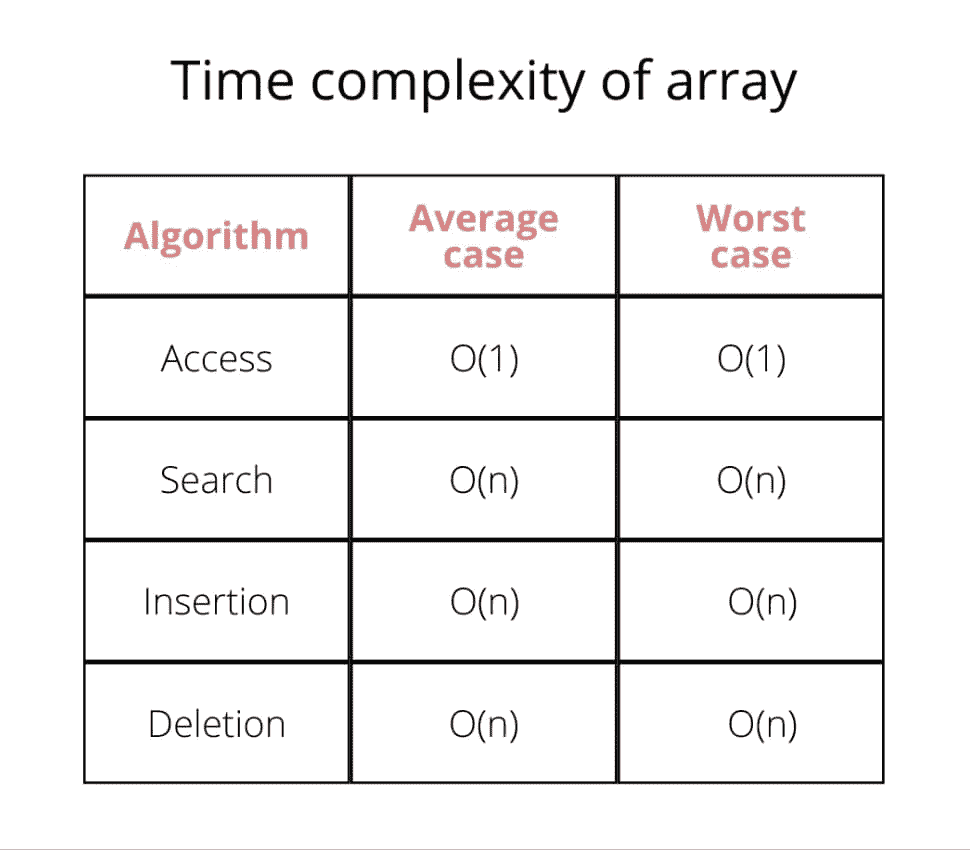 Time complexity of array
Algorithm
Average
case
Worst
case
Access
O(1)
O(1)
Search
O(n)
O(n)
Insertion
O(n)
O(n)
Deletion
O(n)
O(n)